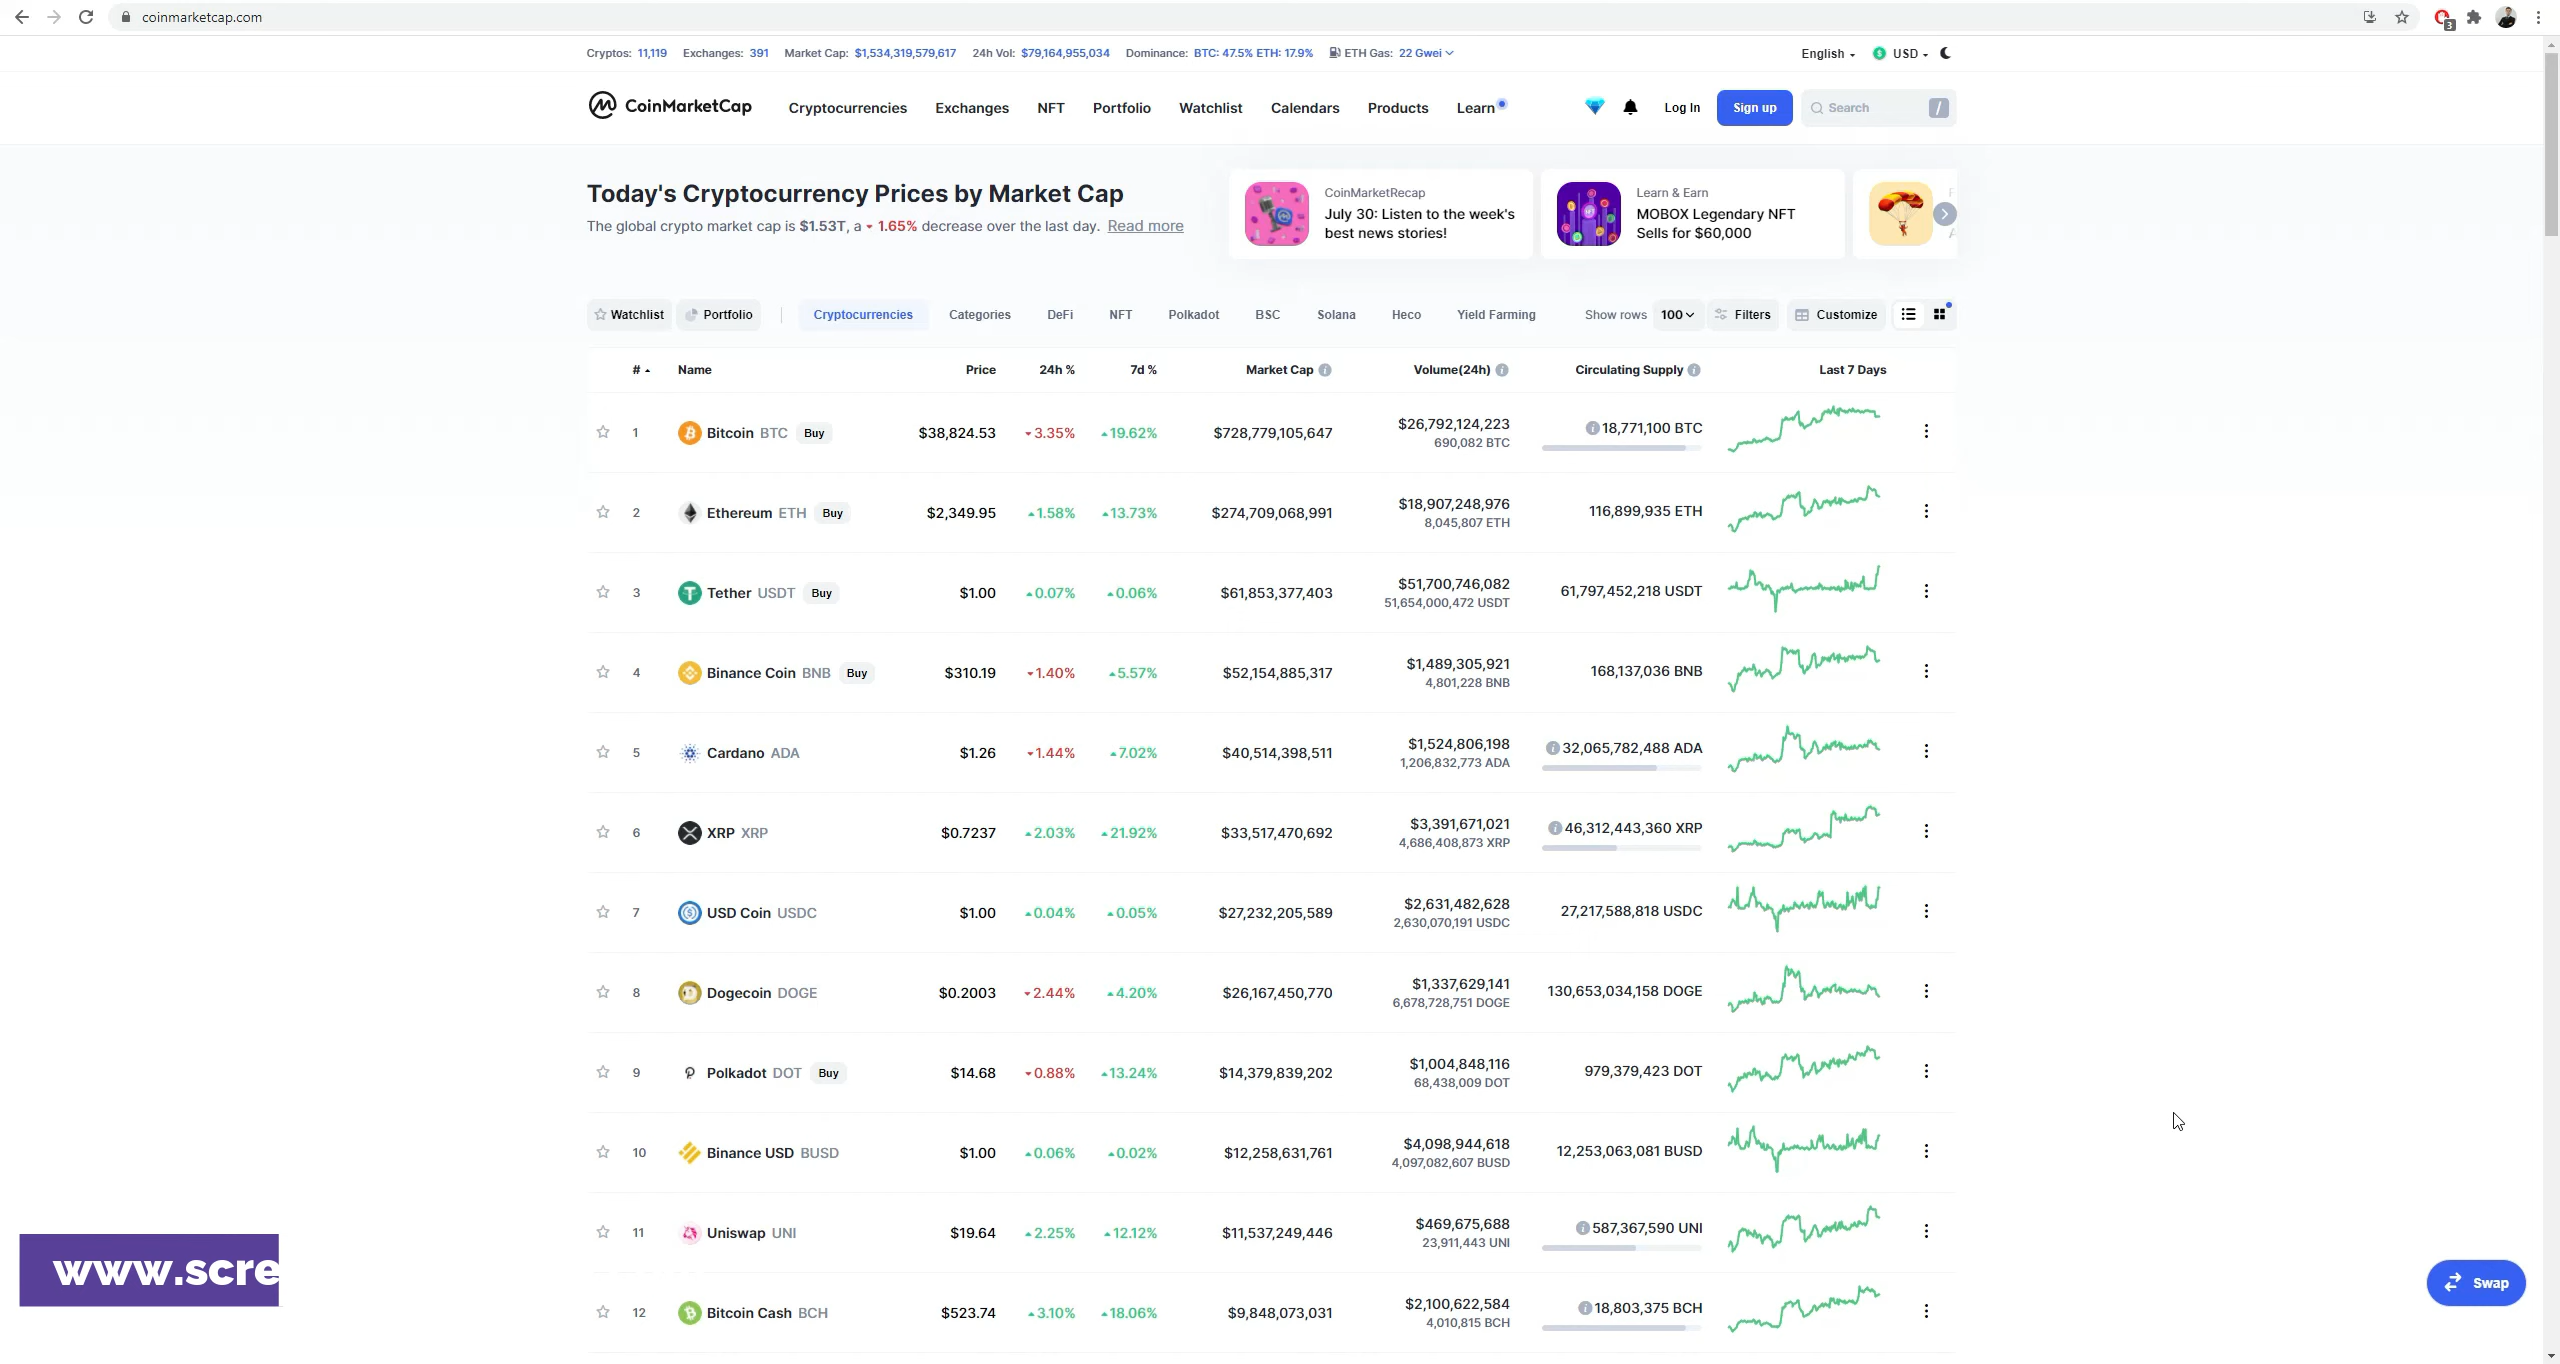 coinmarketcap.com
3
Cryptos: 11,119 Exchanges: 391 Market Cap: $1,534,319,579,617 24h Vol: $79,164,955,034 Dominance: BTC: 47.5% ETH: 17.9% ETH Gas: 22 Gwei
English USD
CoinMarketCap Cryptocurrencies Exchanges NFT Portfolio Watchlist Calendars Products Learn Log In Sign up Search /
Today's Cryptocurrency Prices by Market Cap
The global crypto market cap is $1.53T, a 1.65% decrease over the last day. Read more
CoinMarketRecap
July 30: Listen to the week's
best news stories!
Learn & Earn
MOBOX Legendary NFT
Sells for $60,000
Watchlist Portfolio Cryptocurrencies Categories DeFi NFT Polkadot BSC Solana Heco Yield Farming Show rows 100 Filters Customize
# Name Price 24h % 7d % Market Cap Volume(24h) Circulating Supply Last 7 Days
1 Bitcoin BTC Buy $38,824.53 3.35% 19.62% $728,779,105,647 $26,792,124,223 18,771,100 BTC
690,082 BTC
2 Ethereum ETH Buy $2,349.95 1.58% 13.73% $274,709,068,991 $18,907,248,976 116,899,935 ETH
8,045,807 ETH
3 Tether USDT Buy $1.00 0.07% 0.06% $61,853,377,403 $51,700,746,082 61,797,452,218 USDT
51,654,000,472 USDT
4 Binance Coin BNB Buy $310.19 1.40% 5.57% $52,154,885,317 $1,489,305,921 168,137,036 BNB
4,801,228 BNB
5 Cardano ADA $1.26 1.44% 7.02% $40,514,398,511 $1,524,806,198 32,065,782,488 ADA
1,206,832,773 ADA
6 XRP XRP $0.7237 2.03% 21.92% $33,517,470,692 $3,391,671,021 46,312,443,360 XRP
4,686,408,873 XRP
7 USD Coin USDC $1.00 0.04% 0.05% $27,232,205,589 $2,631,482,628 27,217,588,818 USDC
2,630,070,191 USDC
8 Dogecoin DOGE $0.2003 2.44% 4.20% $26,167,450,770 $1,337,629,141 130,653,034,158 DOGE
6,678,728,751 DOGE
9 Polkadot DOT Buy $14.68 0.88% 13.24% $14,379,839,202 $1,004,848,116 979,379,423 DOT
68,438,009 DOT
10 Binance USD BUSD $1.00 0.06% 0.02% $12,258,631,761 $4,098,944,618 12,253,063,081 BUSD
4,097,082,607 BUSD
11 Uniswap UNI $19.64 2.25% 12.12% $11,537,249,446 $469,675,688 587,367,590 UNI
23,911,443 UNI
12 Bitcoin Cash BCH $523.74 3.10% 18.06% $9,848,073,031 $2,100,622,584 18,803,375 BCH
4,010,815 BCH
www.scre
Swap